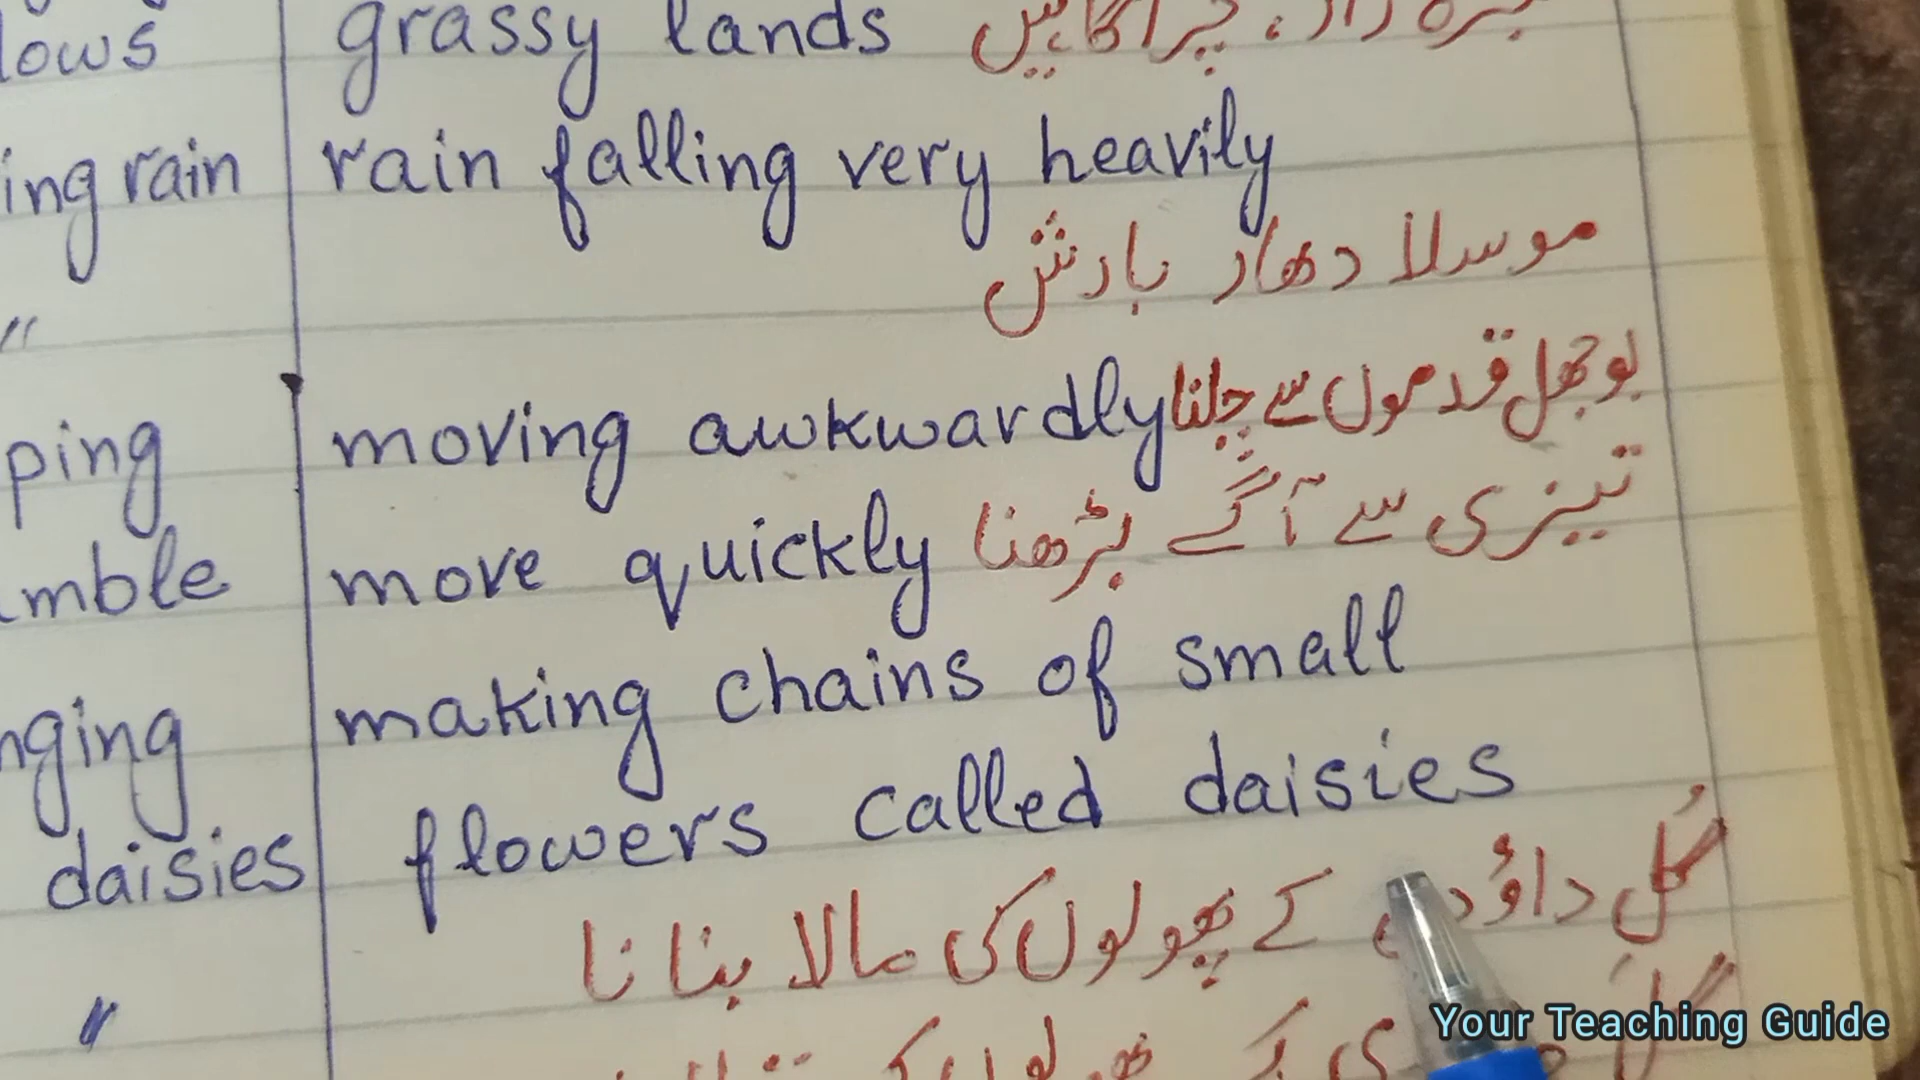 lows grassy lands چراگاہیں
ing rain rain falling very heavily
موسلا دھار بارش
"
ping moving awkwardly بوجھل قدموں سے چلنا
mble move quickly تیزی سے آگے بڑھنا
nging making chains of small
daisies flowers called daisies
گلِ داؤدی کے پھولوں کی مالا بنانا
"
Your Teaching Guide